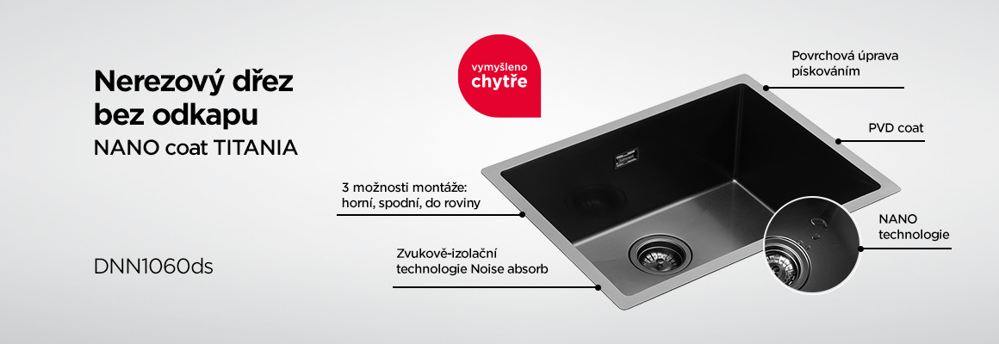 Nerezový dřez
bez odkapu
NANO coat TITANIA
DNN1060ds
vymyšleno
chytře
3 možnosti montáže:
horní, spodní, do roviny
Zvukově-izolační
technologie Noise absorb
Povrchová úprava
pískováním
PVD coat
NANO
technologie